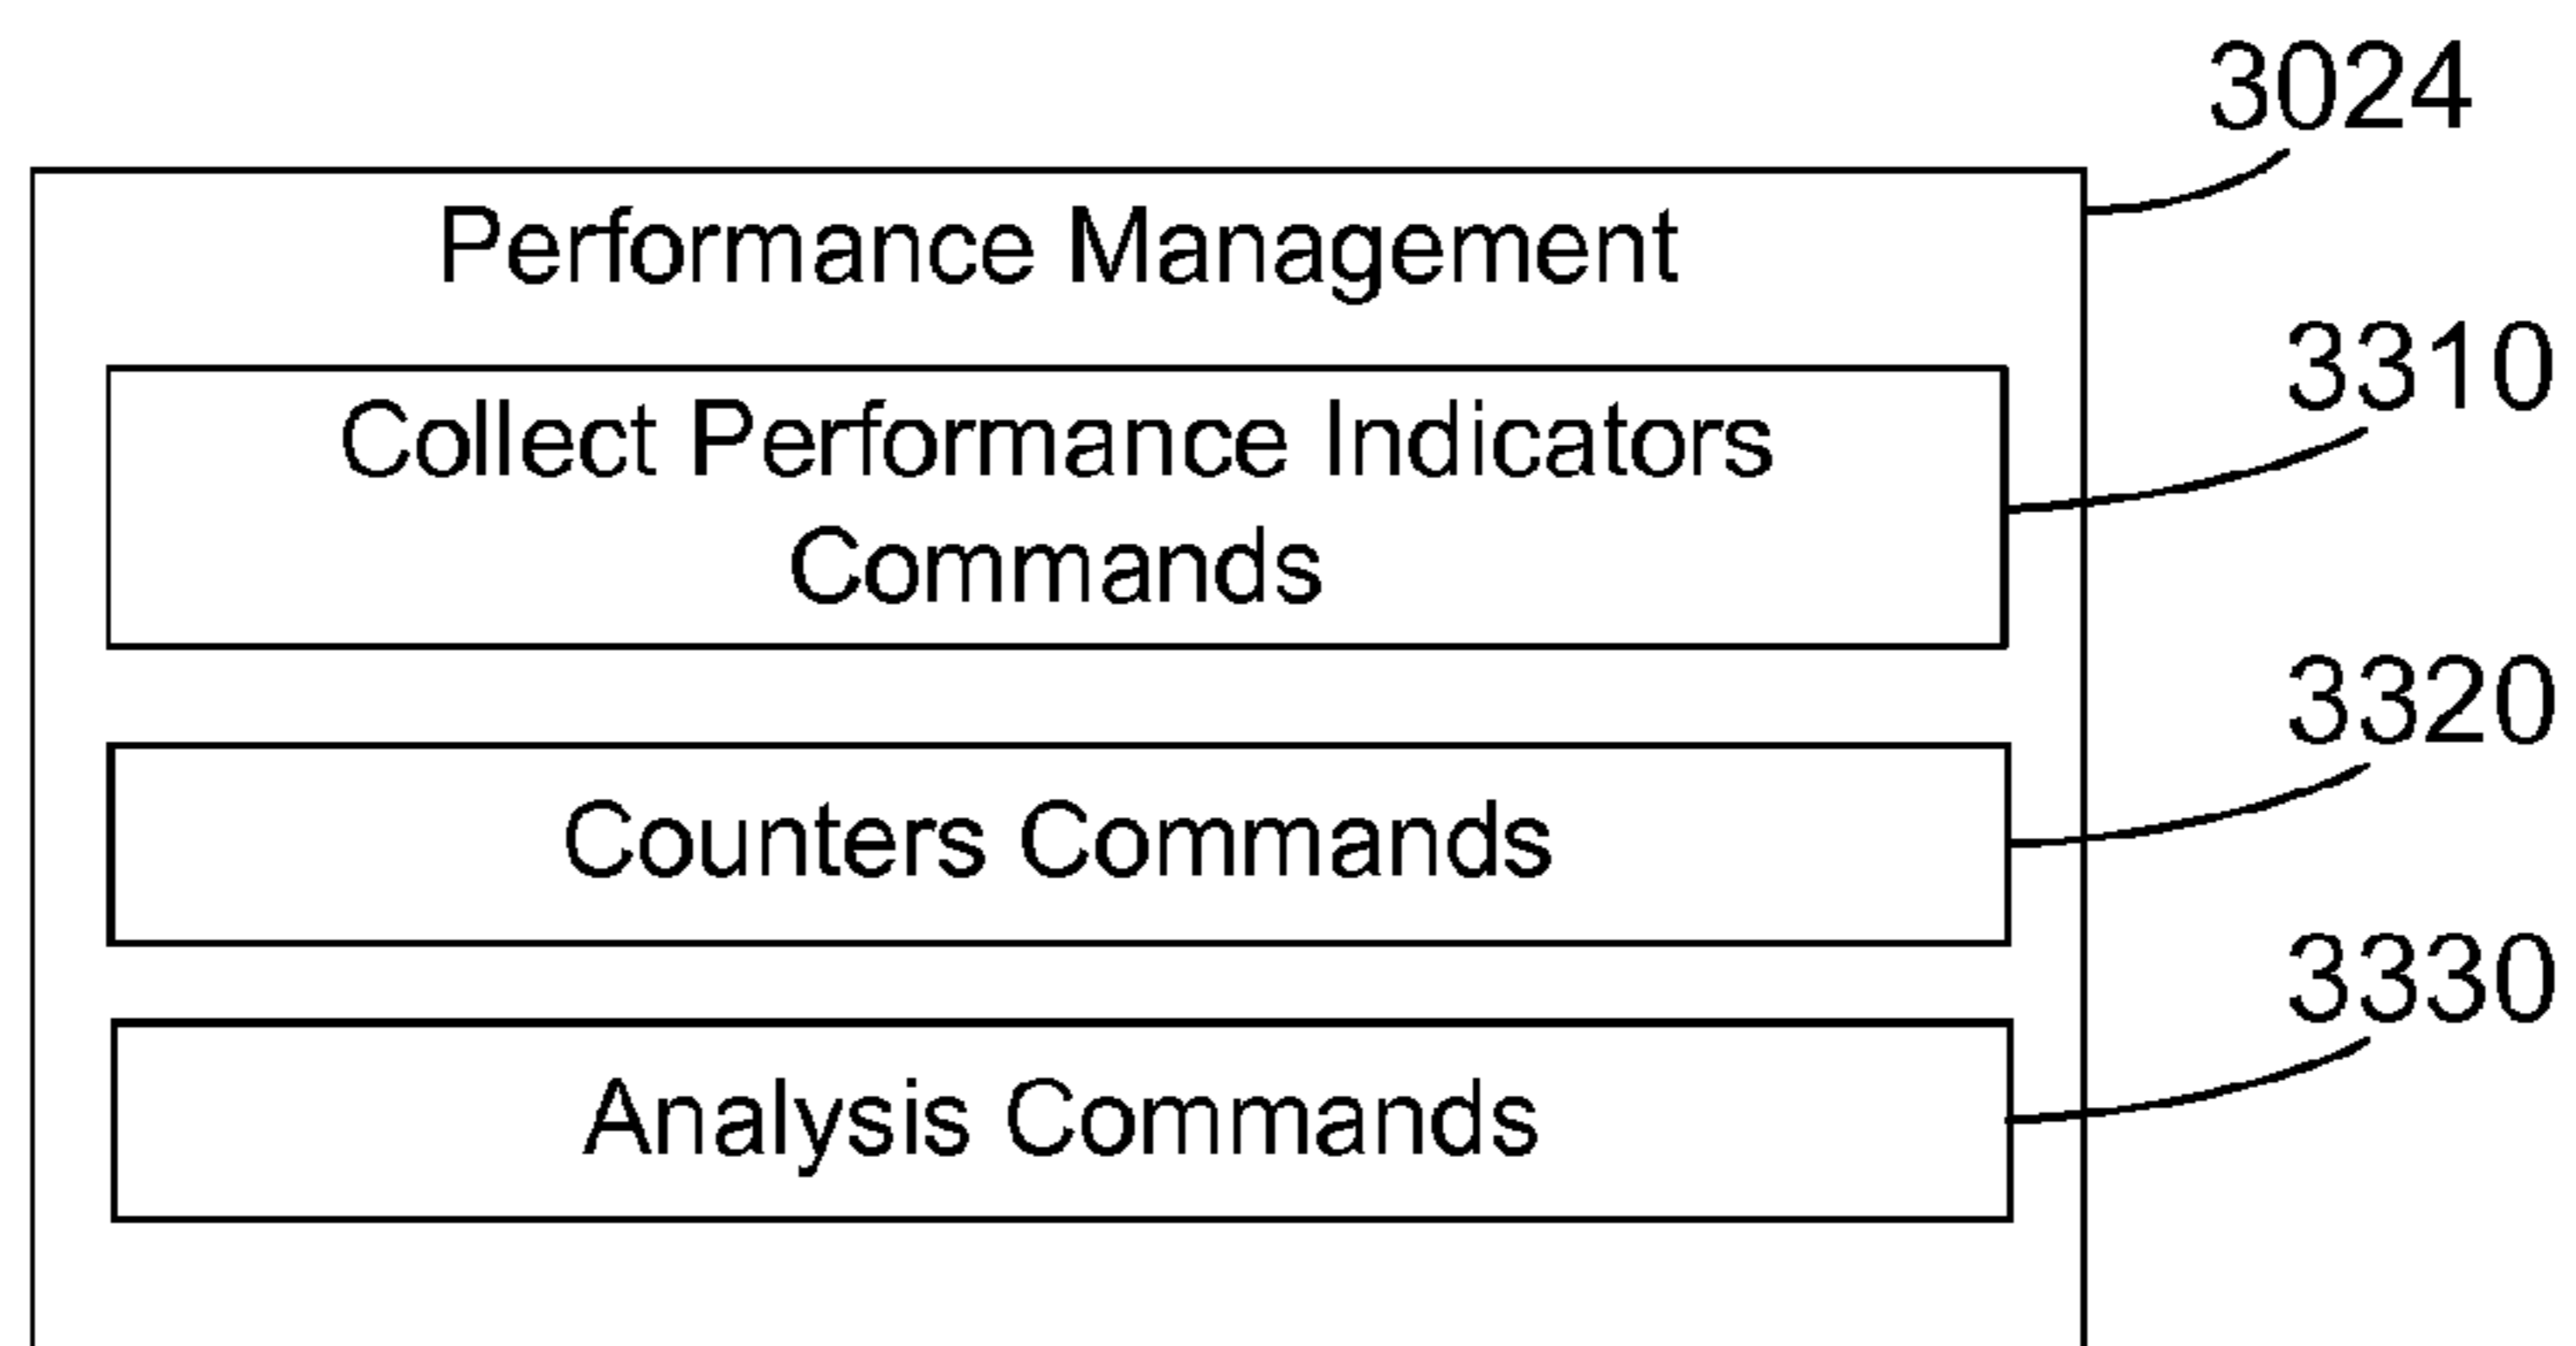 3024
Performance Management
3310
Collect Performance Indicators
Commands
3320
Counters Commands
3330
Analysis Commands